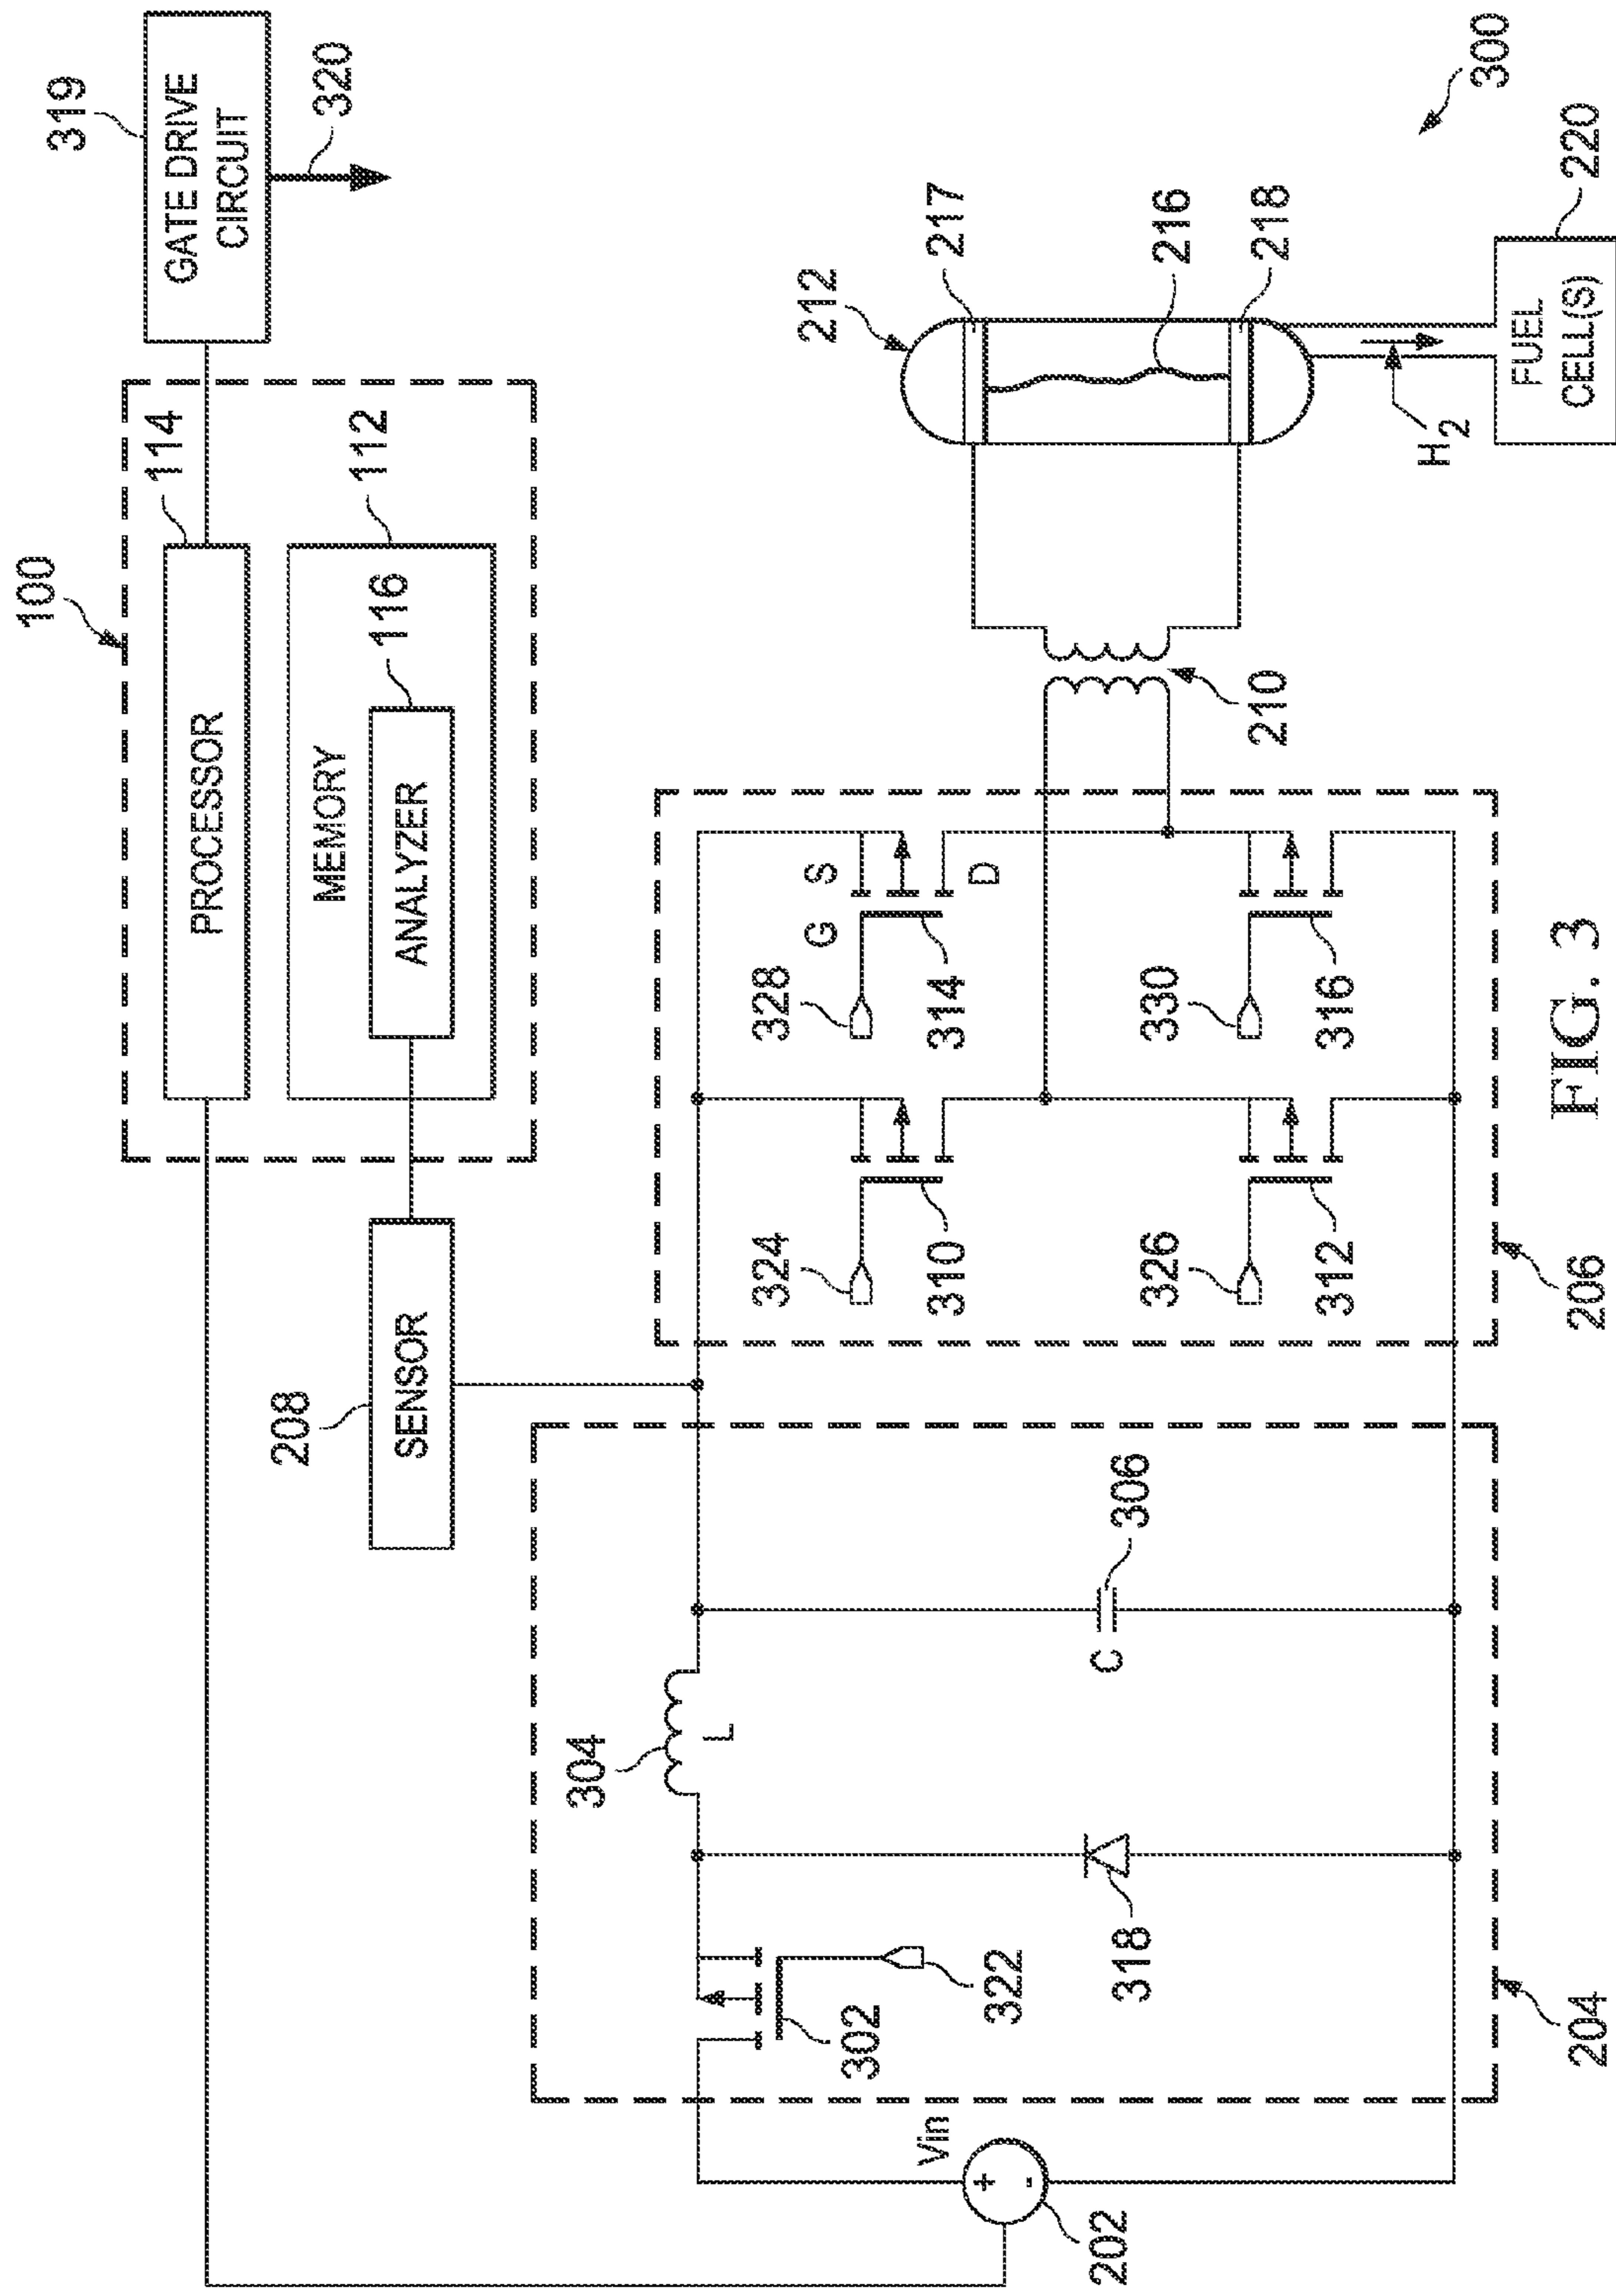 100
319
114
PROCESSOR
GATE DRIVE
CIRCUIT
320
112
MEMORY
116
ANALYZER
208
SENSOR
304
L
302
322
318
C
306
Vin
+
-
202
204
324
310
326
312
328
G
S
D
314
330
316
206
210
212
217
216
218
H2
FUEL
CELL(S)
220
300
FIG. 3